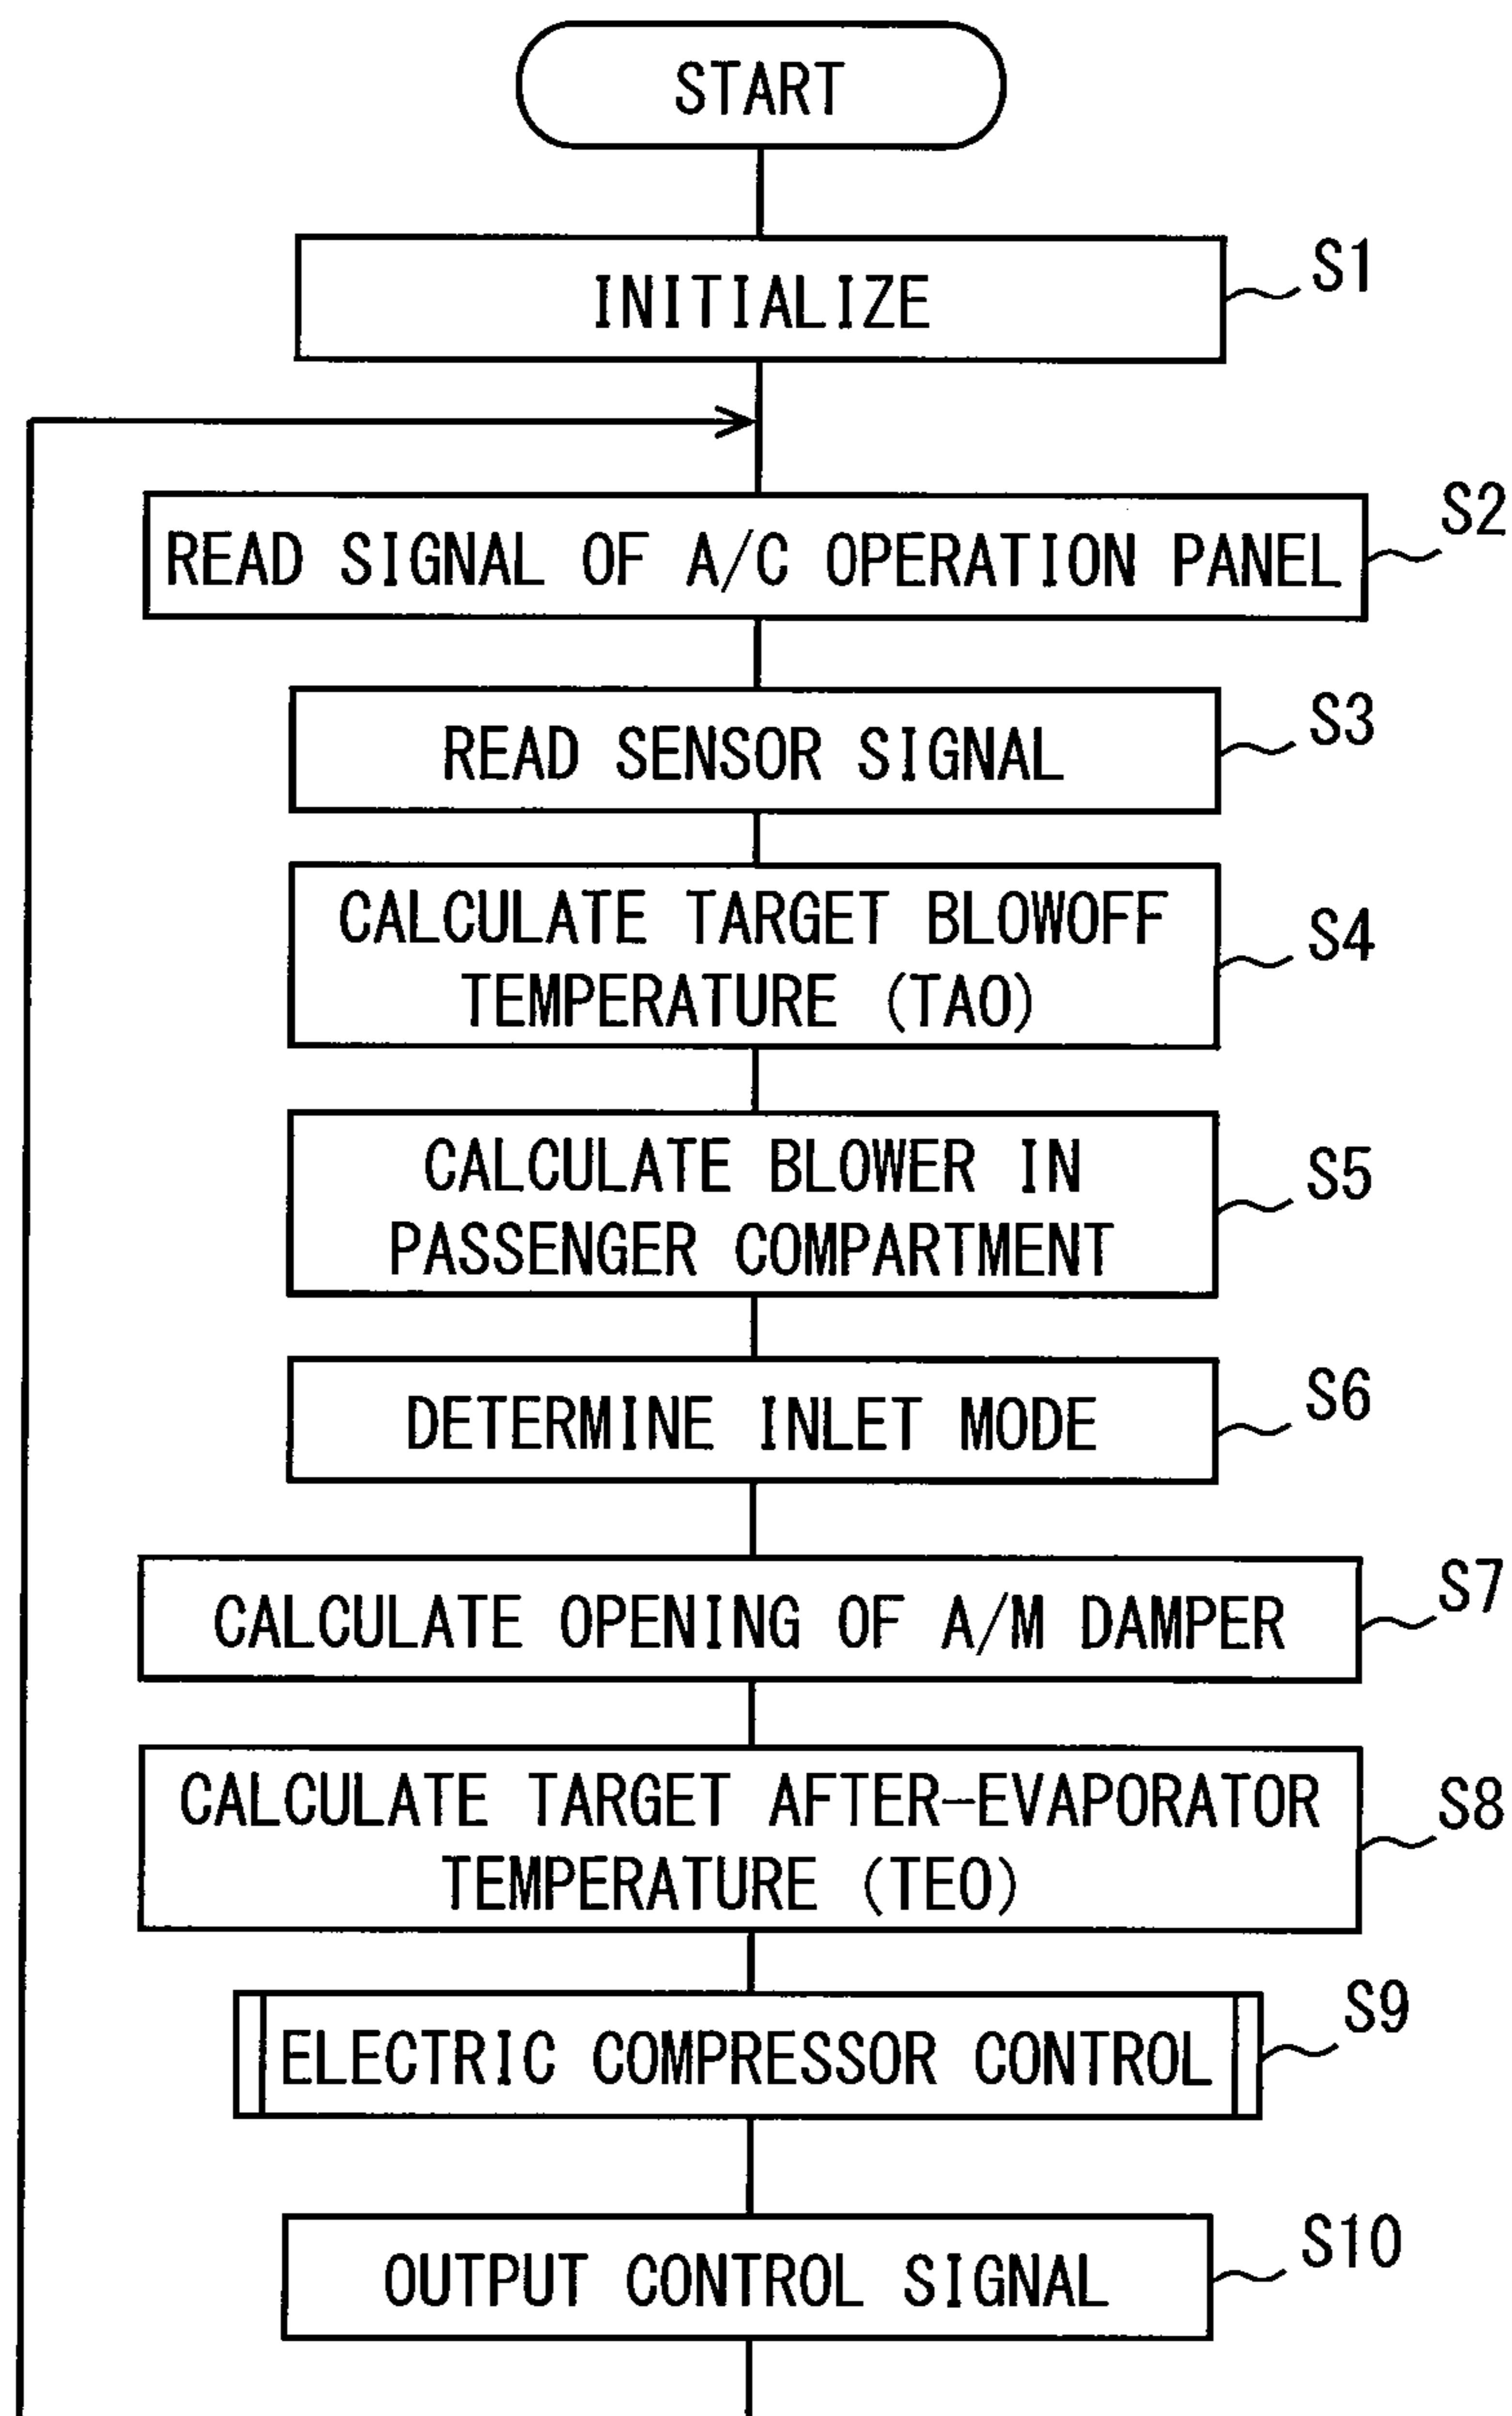 START
INITIALIZE
S1
READ SIGNAL OF A/C OPERATION PANEL
S2
READ SENSOR SIGNAL
S3
CALCULATE TARGET BLOWOFF
TEMPERATURE (TAO)
S4
CALCULATE BLOWER IN
PASSENGER COMPARTMENT
S5
DETERMINE INLET MODE
S6
CALCULATE OPENING OF A/M DAMPER
S7
CALCULATE TARGET AFTER-EVAPORATOR
TEMPERATURE (TEO)
S8
ELECTRIC COMPRESSOR CONTROL
S9
OUTPUT CONTROL SIGNAL
S10